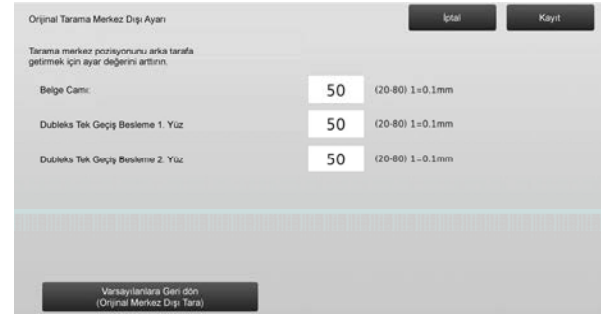 Orijinal Tarama Merkez Dışı Ayarı
İptal
Kayıt
Tarama merkez pozisyonunu arka tarafa
getirmek için ayar değerini arttırın.
Belge Camı: 50 (20-80) 1=0.1mm
Dubleks Tek Geçiş Besleme 1. Yüz 50 (20-80) 1=0.1mm
Dubleks Tek Geçiş Besleme 2. Yüz 50 (20-80) 1=0.1mm
Varsayılanlara Geri dön
(Orijinal Merkez Dışı Tara)